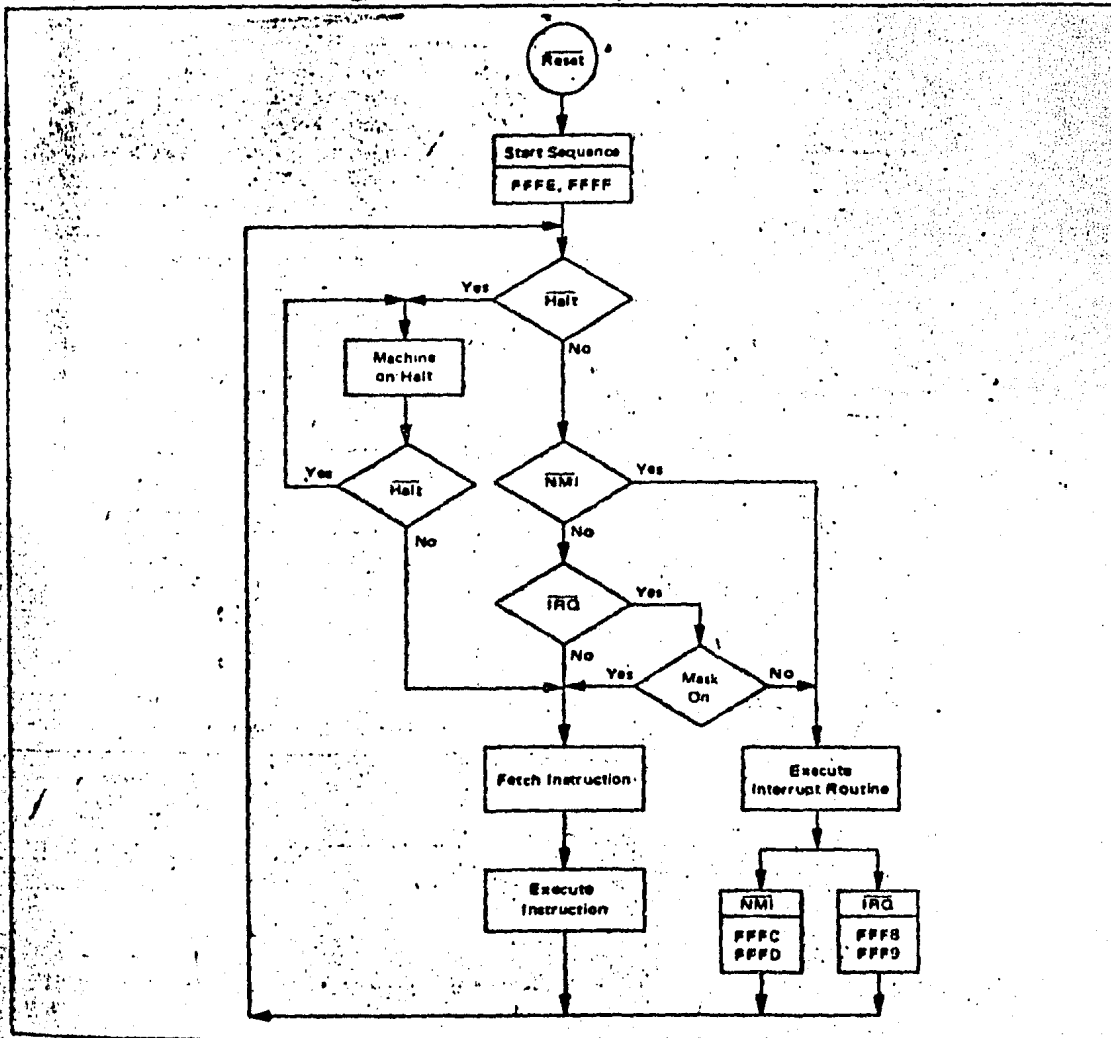 Reset
Start Sequence
FFFE, FFFF
Yes
Halt
No
Machine
on Halt
Yes
Halt
No
NMI
Yes
No
IRQ
Yes
No
Yes
Mask
On
No
Fetch Instruction
Execute
Interrupt Routine
Execute
Instruction
NMI
FFFC
FFFD
IRQ
FFF8
FFF9